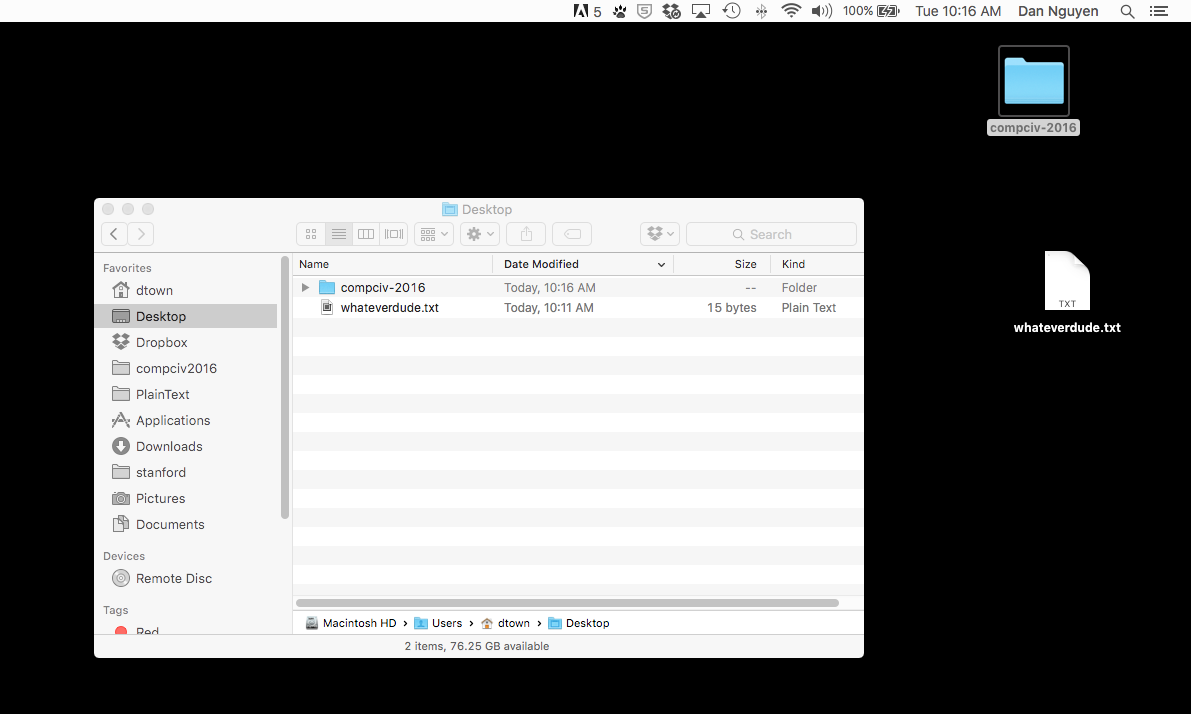 5 100% Tue 10:16 AM Dan Nguyen
compciv-2016
Desktop
Search
Favorites
dtown
Desktop
Dropbox
compciv2016
PlainText
Applications
Downloads
stanford
Pictures
Documents
Devices
Remote Disc
Tags
Red
Name Date Modified Size Kind
compciv-2016 Today, 10:16 AM -- Folder
whateverdude.txt Today, 10:11 AM 15 bytes Plain Text
Macintosh HD › Users › dtown › Desktop
2 items, 76.25 GB available
TXT
whateverdude.txt